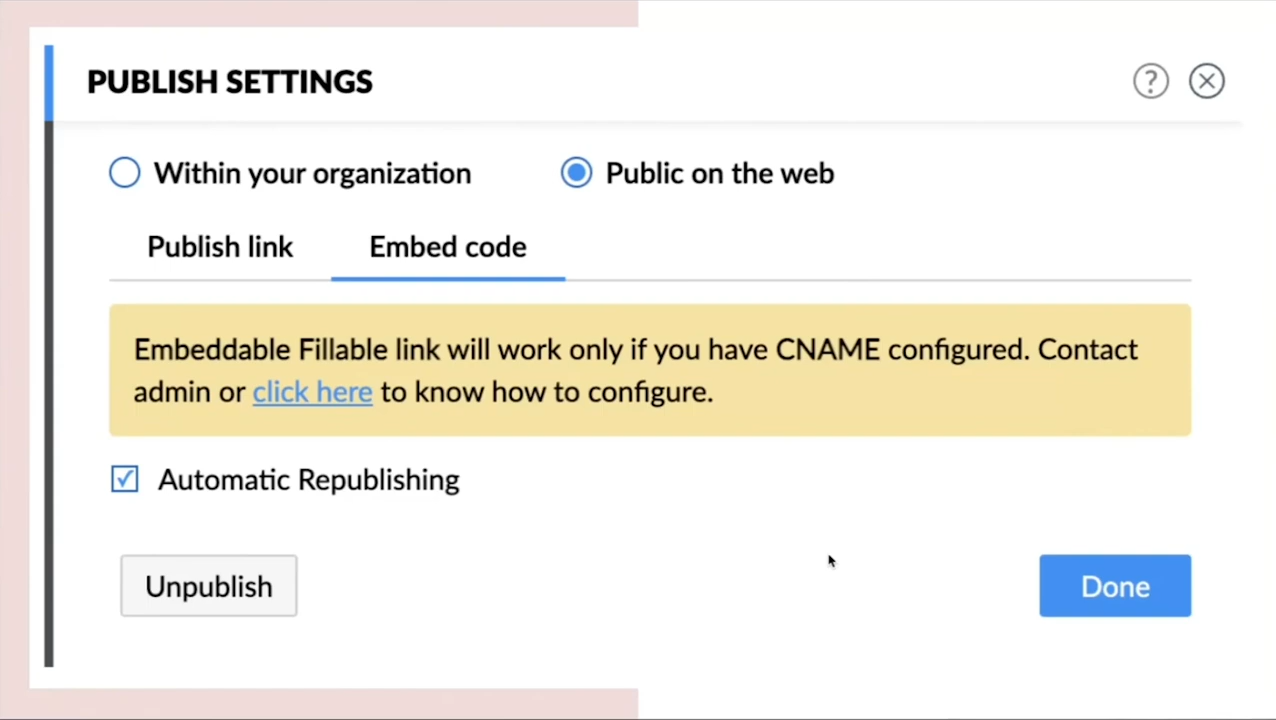 PUBLISH SETTINGS
Within your organization
Public on the web
Publish link
Embed code
Embeddable Fillable link will work only if you have CNAME configured. Contact
admin or click here to know how to configure.
Automatic Republishing
Unpublish
Done